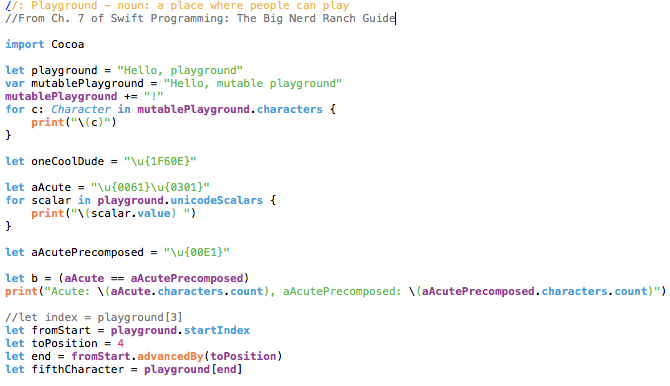 //: Playground - noun: a place where people can play
//From Ch. 7 of Swift Programming: The Big Nerd Ranch Guide
import Cocoa
let playground = "Hello, playground"
var mutablePlayground = "Hello, mutable playground"
mutablePlayground += "!"
for c: Character in mutablePlayground.characters {
    print("\(c)")
}
let oneCoolDude = "\u{1F60E}"
let aAcute = "\u{0061}\u{0301}"
for scalar in playground.unicodeScalars {
    print("\(scalar.value) ")
}
let aAcutePrecomposed = "\u{00E1}"
let b = (aAcute == aAcutePrecomposed)
print("Acute: \(aAcute.characters.count), aAcutePrecomposed: \(aAcutePrecomposed.characters.count)")
//let index = playground[3]
let fromStart = playground.startIndex
let toPosition = 4
let end = fromStart.advancedBy(toPosition)
let fifthCharacter = playground[end]